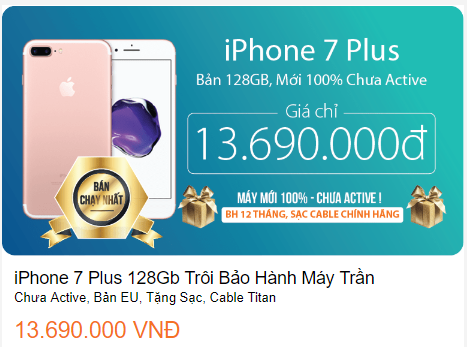 iPhone 7 Plus
Bản 128GB, Mới 100% Chưa Active
Giá chỉ
13.690.000đ
BÁN
CHẠY NHẤT
MÁY MỚI 100% - CHƯA ACTIVE !
BH 12 THÁNG, SẠC CABLE CHÍNH HÃNG
iPhone 7 Plus 128Gb Trôi Bảo Hành Máy Trần
Chưa Active, Bản EU, Tặng Sạc, Cable Titan
13.690.000 VNĐ